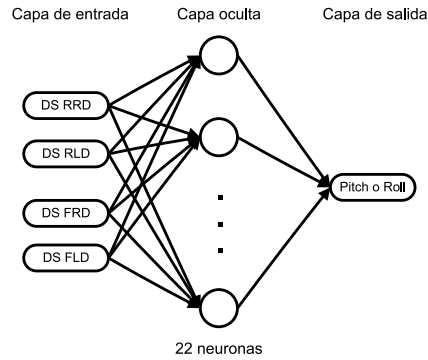 Capa de entrada
Capa oculta
Capa de salida
DS RRD
DS RLD
DS FRD
DS FLD
Pitch o Roll
22 neuronas